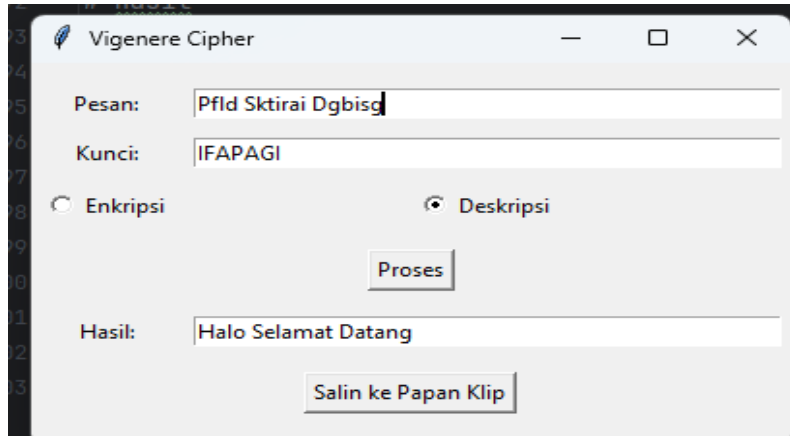 Vigenere Cipher
Pesan: Pfld Sktirai Dgbisg
Kunci: IFAPAGI
Enkripsi Deskripsi
Proses
Hasil: Halo Selamat Datang
Salin ke Papan Klip